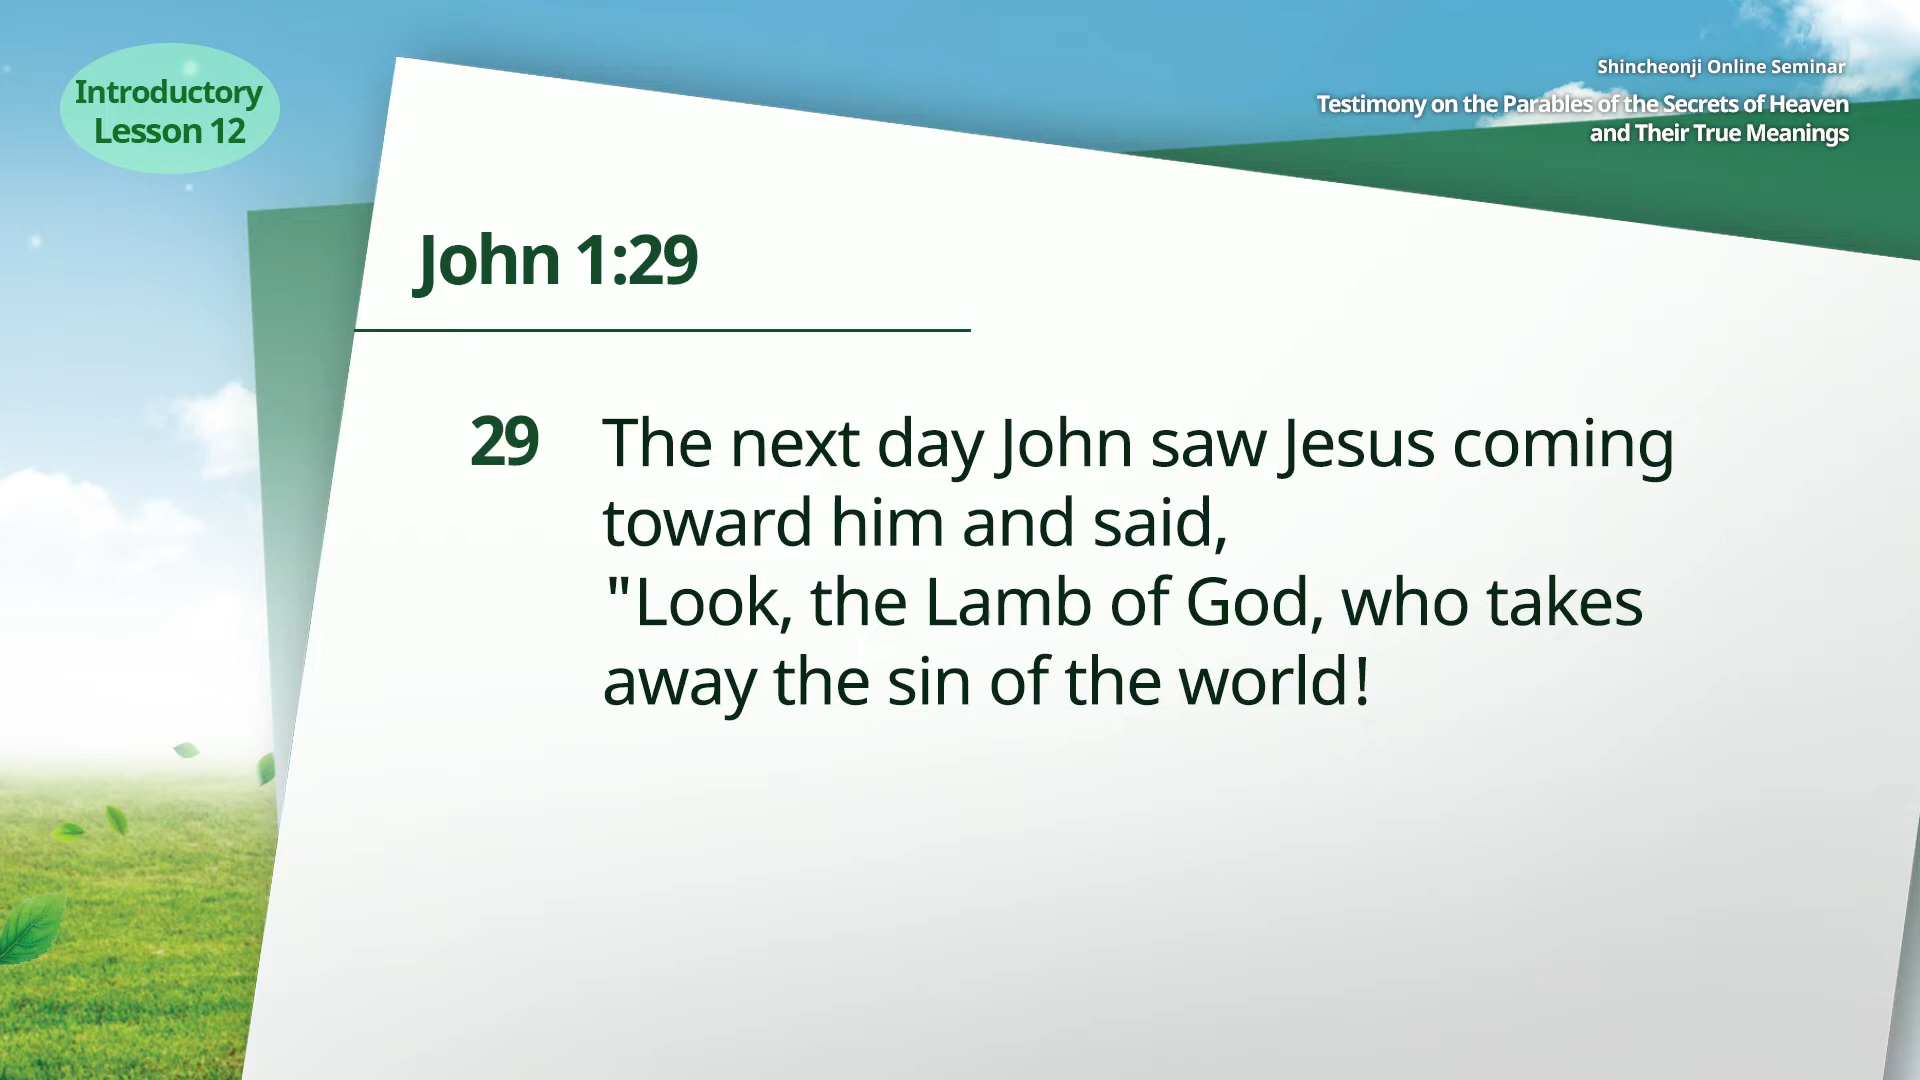 Introductory
Lesson 12
Shincheonji Online Seminar
Testimony on the Parables of the Secrets of Heaven
and Their True Meanings
John 1:29
29 The next day John saw Jesus coming
toward him and said,
"Look, the Lamb of God, who takes
away the sin of the world!